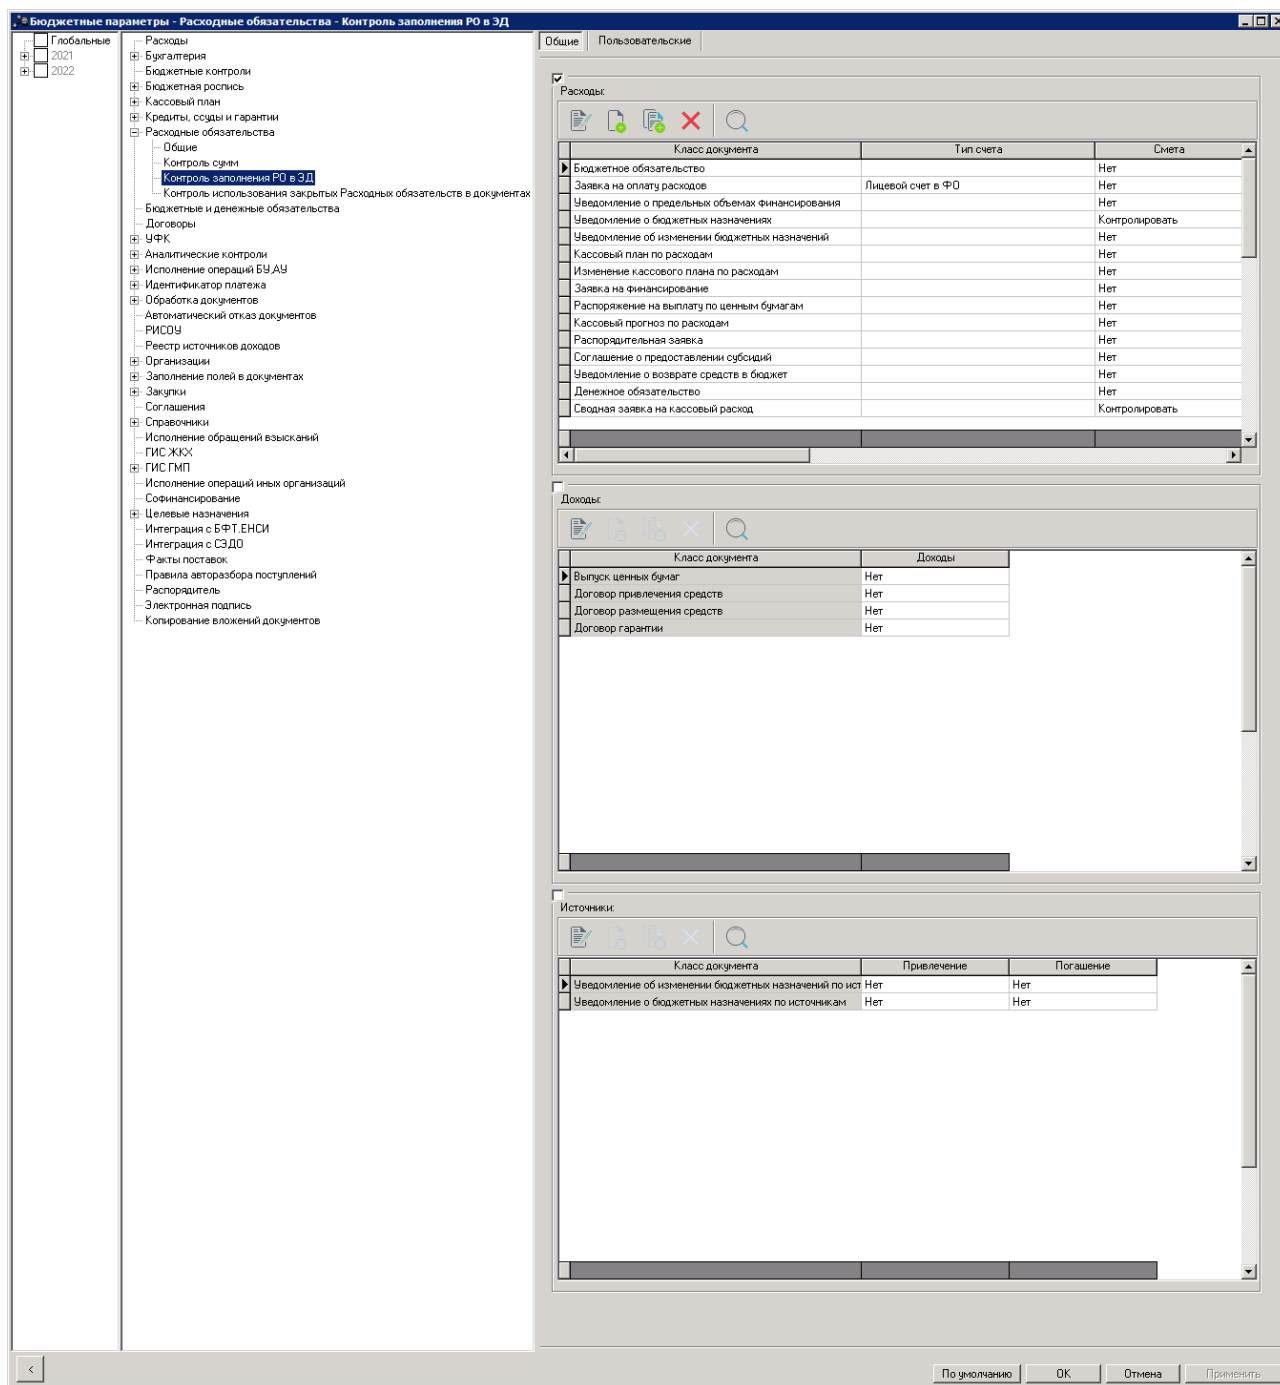 Бюджетные параметры - Расходные обязательства - Контроль заполнения РО в ЭД
Глобальные
2021
2022
Расходы
Бухгалтерия
Бюджетные контроли
Бюджетная роспись
Кассовый план
Кредиты, ссуды и гарантии
Расходные обязательства
Общие
Контроль сумм
Контроль заполнения РО в ЭД
Контроль использования закрытых Расходных обязательств в документах
Бюджетные и денежные обязательства
Договоры
УФК
Аналитические контроли
Исполнение операций БУ,АУ
Идентификатор платежа
Обработка документов
Автоматический отказ документов
РИСОУ
Реестр источников доходов
Организации
Заполнение полей в документах
Закупки
Соглашения
Справочники
Исполнение обращений взысканий
ГИС ЖКХ
ГИС ГМП
Исполнение операций иных организаций
Софинансирование
Целевые назначения
Интеграция с БФТ.ЕНСИ
Интеграция с СЭДО
Факты поставок
Правила авторазбора поступлений
Распорядитель
Электронная подпись
Копирование вложений документов
Общие Пользовательские
Расходы:
Класс документа Тип счета Смета
Бюджетное обязательство Нет
Заявка на оплату расходов Лицевой счет в ФО Нет
Уведомление о предельных объемах финансирования Нет
Уведомление о бюджетных назначениях Контролировать
Уведомление об изменении бюджетных назначений Нет
Кассовый план по расходам Нет
Изменение кассового плана по расходам Нет
Заявка на финансирование Нет
Распоряжение на выплату по ценным бумагам Нет
Кассовый прогноз по расходам Нет
Распорядительная заявка Нет
Соглашение о предоставлении субсидий Нет
Уведомление о возврате средств в бюджет Нет
Денежное обязательство Нет
Сводная заявка на кассовый расход Контролировать
Доходы:
Класс документа Доходы
Выпуск ценных бумаг Нет
Договор привлечения средств Нет
Договор размещения средств Нет
Договор гарантии Нет
Источники:
Класс документа Привлечение Погашение
Уведомление об изменении бюджетных назначений по ист Нет Нет
Уведомление о бюджетных назначениях по источникам Нет Нет
< По умолчанию OK Отмена Применить